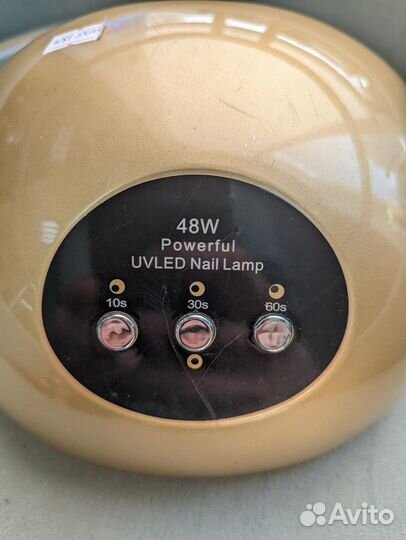 48W
Powerful
UVLED Nail Lamp
10s 30s 60s
Avito